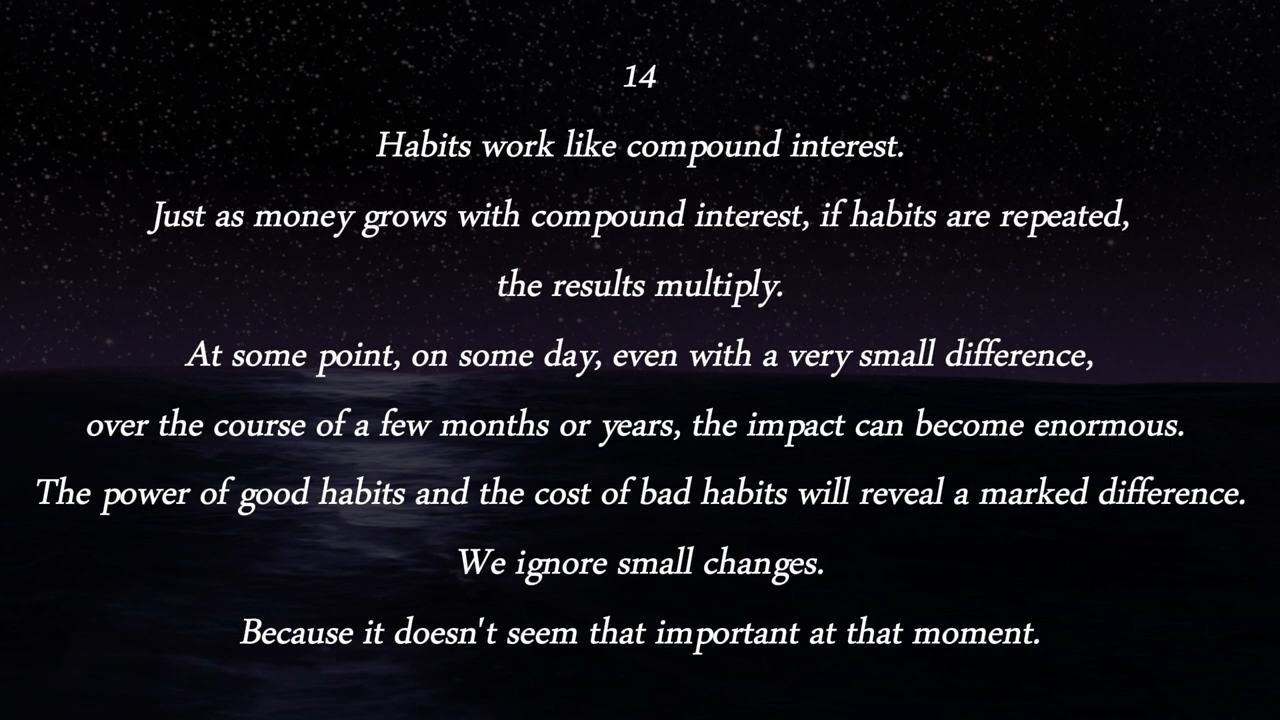 14
Habits work like compound interest.
Just as money grows with compound interest, if habits are repeated,
the results multiply.
At some point, on some day, even with a very small difference,
over the course of a few months or years, the impact can become enormous.
The power of good habits and the cost of bad habits will reveal a marked difference.
We ignore small changes.
Because it doesn't seem that important at that moment.